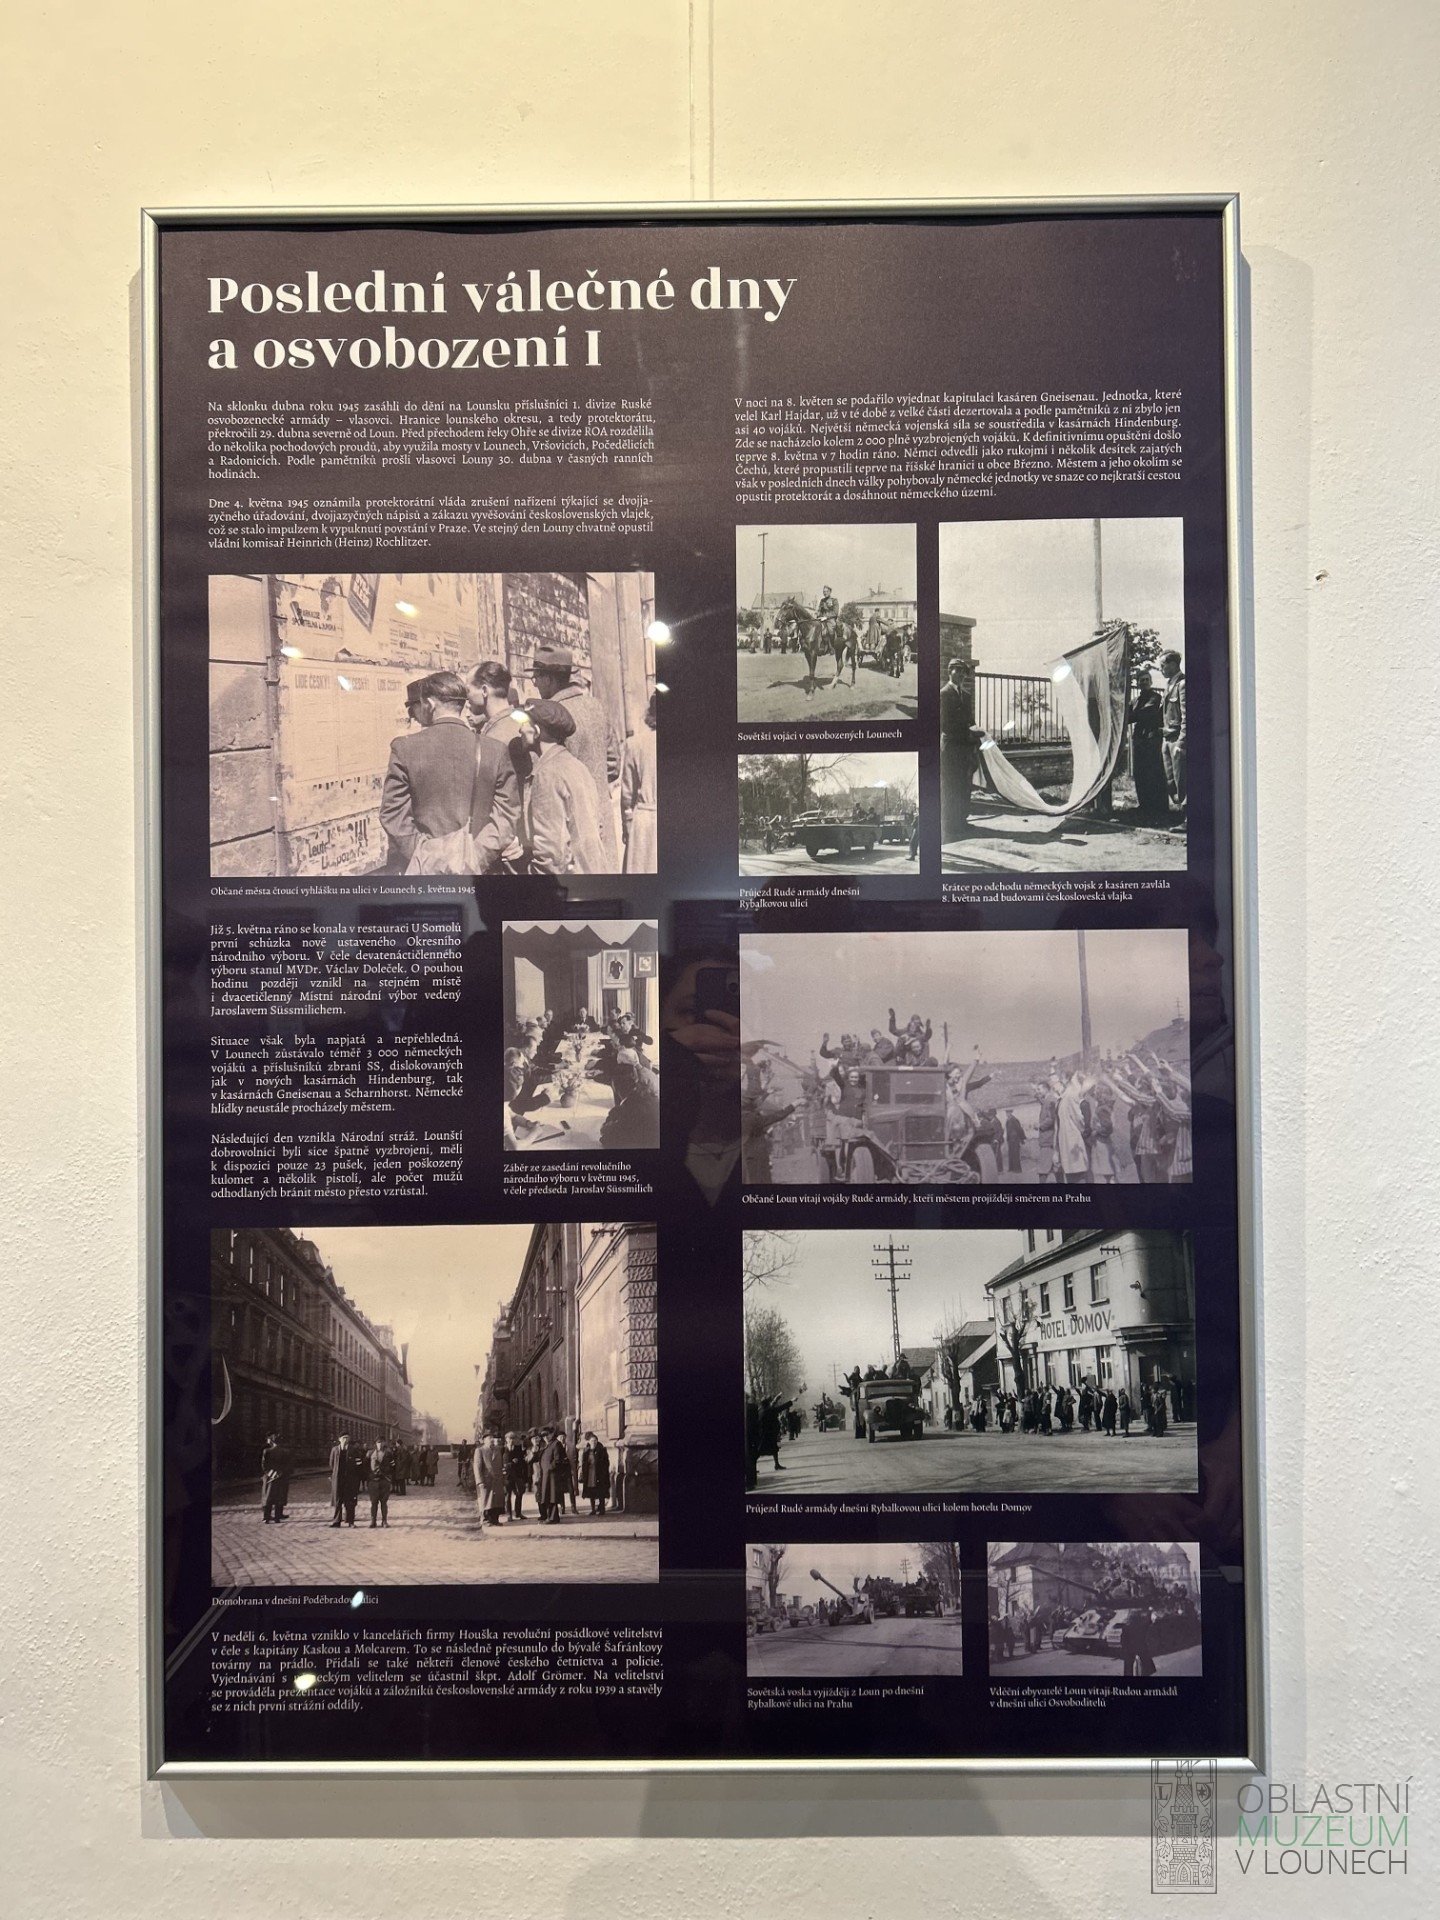 Poslední válečné dny
a osvobození I
Na sklonku dubna roku 1945 zasáhli do dění na Lounsku příslušníci 1. divize Ruské
osvobozenecké armády – vlasovci. Hranice lounského okresu, a tedy protektorátu,
překročili 29. dubna severně od Loun. Před přechodem řeky Ohře se divize ROA rozdělila
do několika pochodových proudů, aby využila mosty v Lounech, Vršovicích, Počedělicích
a Radonicích. Podle pamětníků prošli vlasovci Louny 30. dubna v časných ranních
hodinách.
Dne 4. května 1945 oznámila protektorátní vláda zrušení nařízení týkající se dvojja-
zyčného úřadování, dvojjazyčných nápisů a zákazu vyvěšování československých vlajek,
což se stalo impulzem k vypuknutí povstání v Praze. Ve stejný den Louny chvatně opustil
vládní komisař Heinrich (Heinz) Rochlitzer.
LIDE ČESKÝ!
LIDE ČESKÝ!
Občané města čtoucí vyhlášku na ulici v Lounech 5. května 1945
Již 5. května ráno se konala v restauraci U Somolů
první schůzka nově ustaveného Okresního
národního výboru. V čele devatenáctičlenného
výboru stanul MVDr. Václav Doleček. O pouhou
hodinu později vznikl na stejném místě
i dvacetičlenný Místní národní výbor vedený
Jaroslavem Süssmilichem.
Situace však byla napjatá a nepřehledná.
V Lounech zůstávalo téměř 3 000 německých
vojáků a příslušníků zbraní SS, dislokovaných
jak v nových kasárnách Hindenburg, tak
v kasárnách Gneisenau a Scharnhorst. Německé
hlídky neustále procházely městem.
Následující den vznikla Národní stráž. Lounští
dobrovolníci byli sice špatně vyzbrojeni, měli
k dispozici pouze 23 pušek, jeden poškozený
kulomet a několik pistolí, ale počet mužů
odhodlaných bránit město přesto vzrůstal.
Záběr ze zasedání revolučního
národního výboru v květnu 1945,
v čele předseda Jaroslav Süssmilich
Domobrana v dnešní Poděbradově ulici
V neděli 6. května vzniklo v kancelářích firmy Houška revoluční posádkové velitelství
v čele s kapitány Kaskou a Molcarem. To se následně přesunulo do bývalé Šafránkovy
továrny na prádlo. Přidali se také někteří členové českého četnictva a policie.
Vyjednávání s německým velitelem se účastnil škpt. Adolf Grömer. Na velitelství
se prováděla prezentace vojáků a záložníků československé armády z roku 1939 a stavěly
se z nich první strážní oddíly.
4
V noci na 8. květen se podařilo vyjednat kapitulaci kasáren Gneisenau. Jednotka, které
velel Karl Hajdar, už v té době z velké části dezertovala a podle pamětníků z ní zbylo jen
asi 40 vojáků. Největší německá vojenská síla se soustředila v kasárnách Hindenburg.
Zde se nacházelo kolem 2 000 plně vyzbrojených vojáků. K definitivnímu opuštění došlo
teprve 8. května v 7 hodin ráno. Němci odvedli jako rukojmí i několik desítek zajatých
Čechů, které propustili teprve na říšské hranici u obce Březno. Městem a jeho okolím se
však v posledních dnech války pohybovaly německé jednotky ve snaze co nejkratší cestou
opustit protektorát a dosáhnout německého území.
Sovětští vojáci v osvobozených Lounech
Průjezd Rudé armády dnešní
Rybalkovou ulicí
Krátce po odchodu německých vojsk z kasáren zavlála
8. května nad budovami československá vlajka
Občané Loun vítají vojáky Rudé armády, kteří městem projíždějí směrem na Prahu
HOTEL DOMOV
Průjezd Rudé armády dnešní Rybalkovou ulicí kolem hotelu Domov
Sovětská voska vyjíždějí z Loun po dnešní
Rybalkově ulici na Prahu
Vděční obyvatelé Loun vítají Rudou armádů
v dnešní ulici Osvoboditelů
OBLASTNÍ
MUZEUM
V LOUNECH